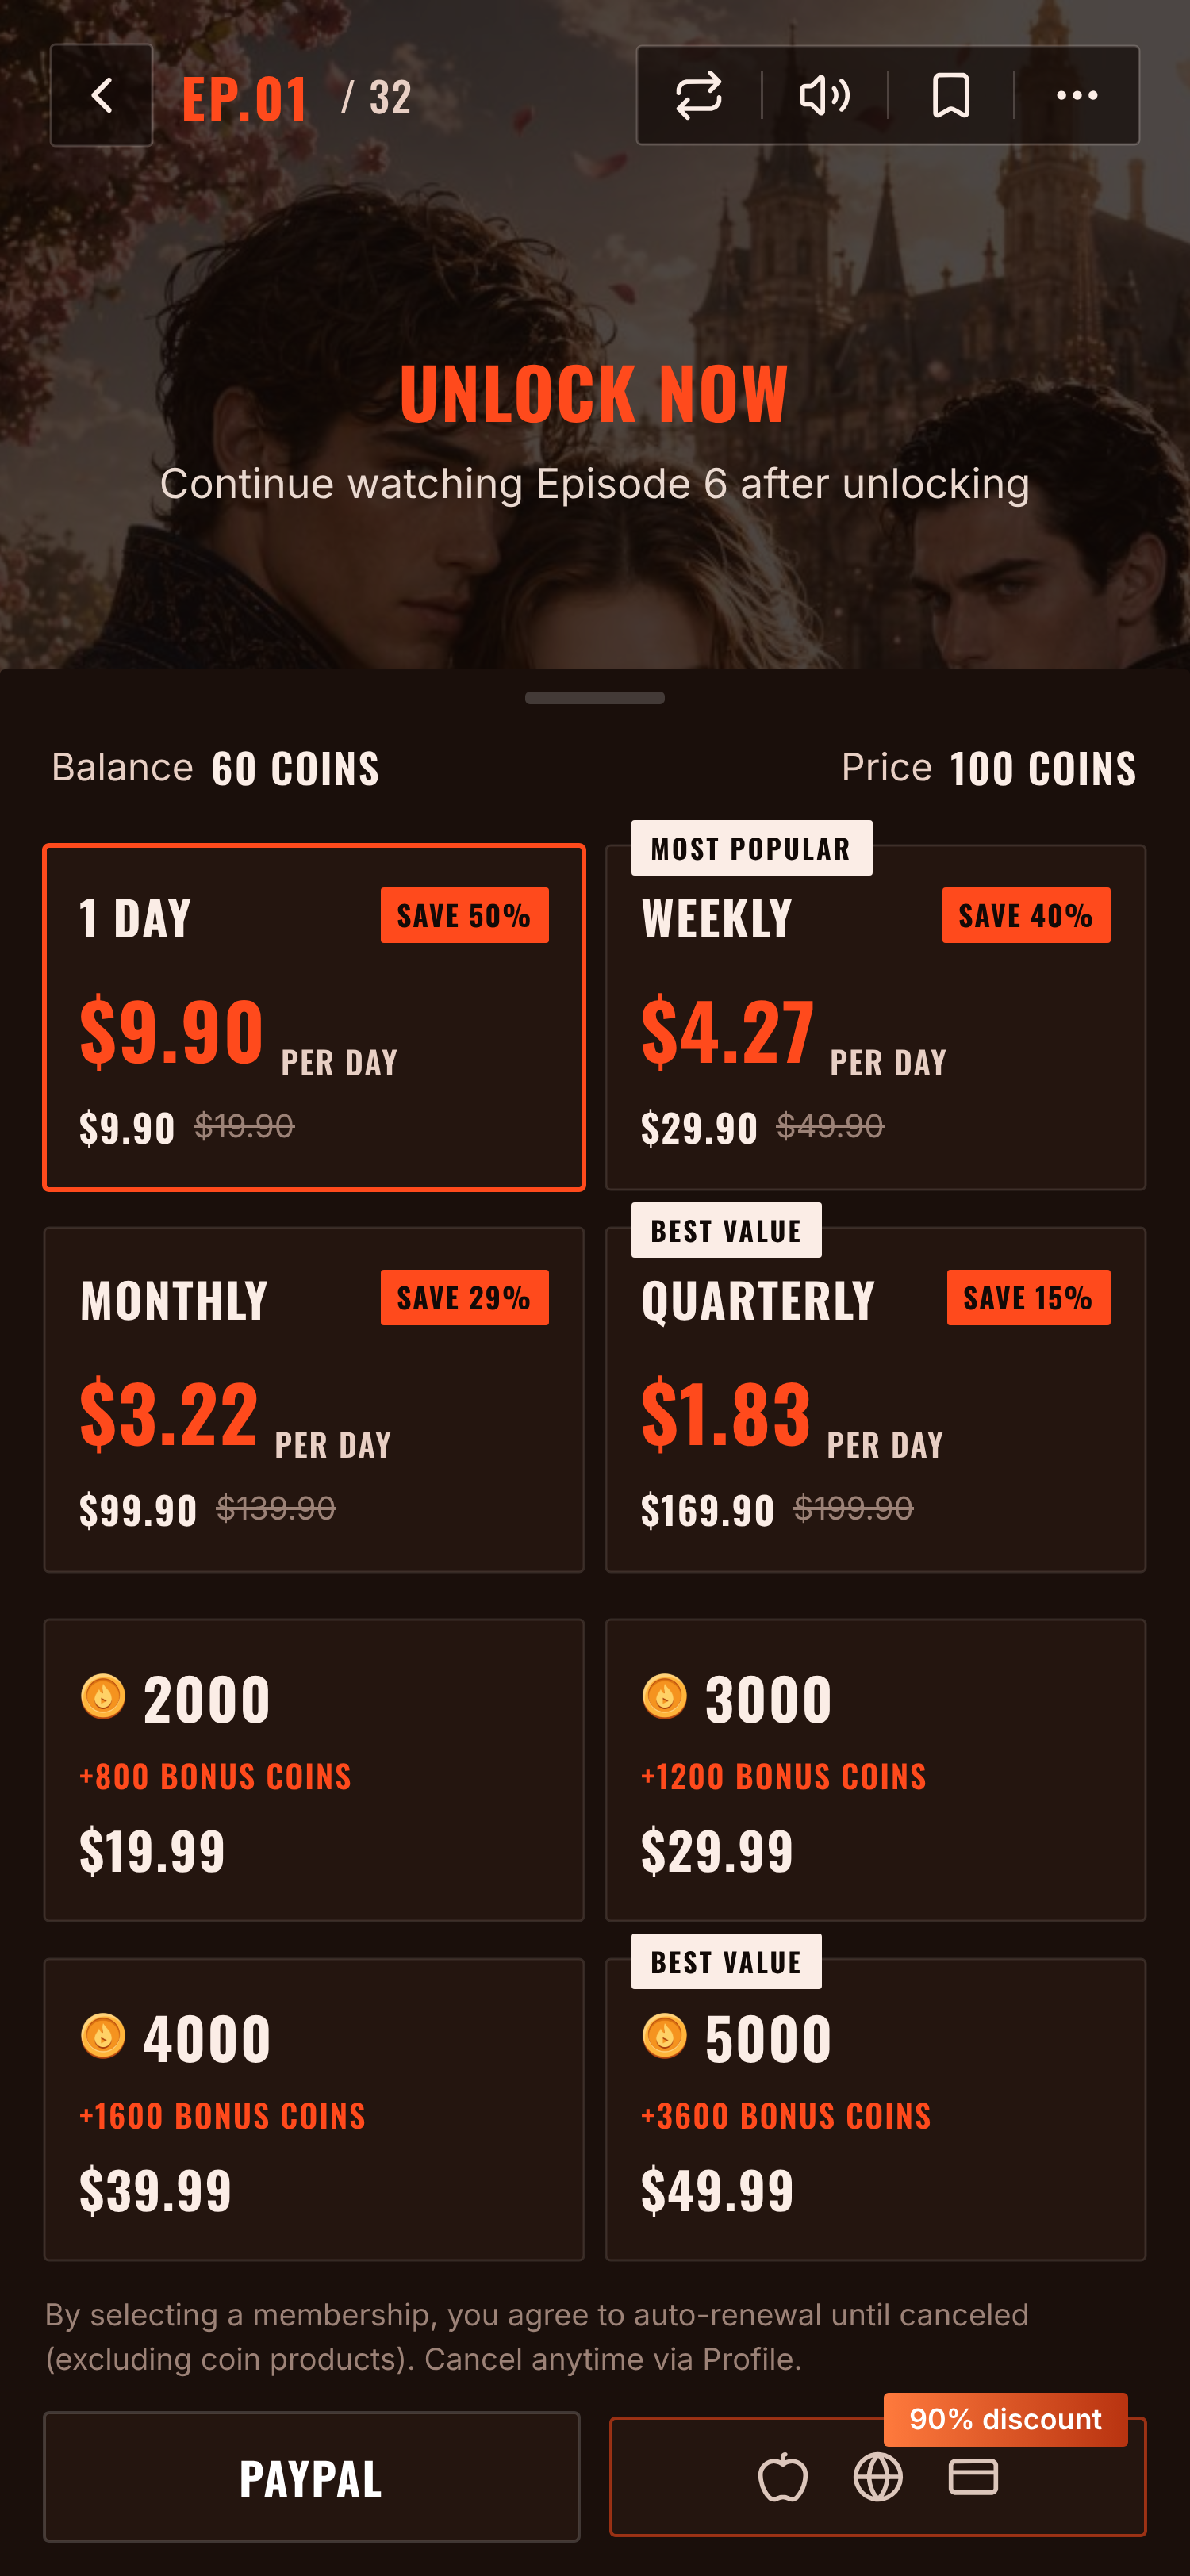 EP.01 / 32
UNLOCK NOW
Continue watching Episode 6 after unlocking
Balance 60 COINS
Price 100 COINS
1 DAY
SAVE 50%
$9.90 PER DAY
$9.90 $19.90
MOST POPULAR
WEEKLY
SAVE 40%
$4.27 PER DAY
$29.90 $49.90
MONTHLY
SAVE 29%
$3.22 PER DAY
$99.90 $139.90
BEST VALUE
QUARTERLY
SAVE 15%
$1.83 PER DAY
$169.90 $199.90
2000
+800 BONUS COINS
$19.99
3000
+1200 BONUS COINS
$29.99
4000
+1600 BONUS COINS
$39.99
BEST VALUE
5000
+3600 BONUS COINS
$49.99
By selecting a membership, you agree to auto-renewal until canceled
(excluding coin products). Cancel anytime via Profile.
PAYPAL
90% discount